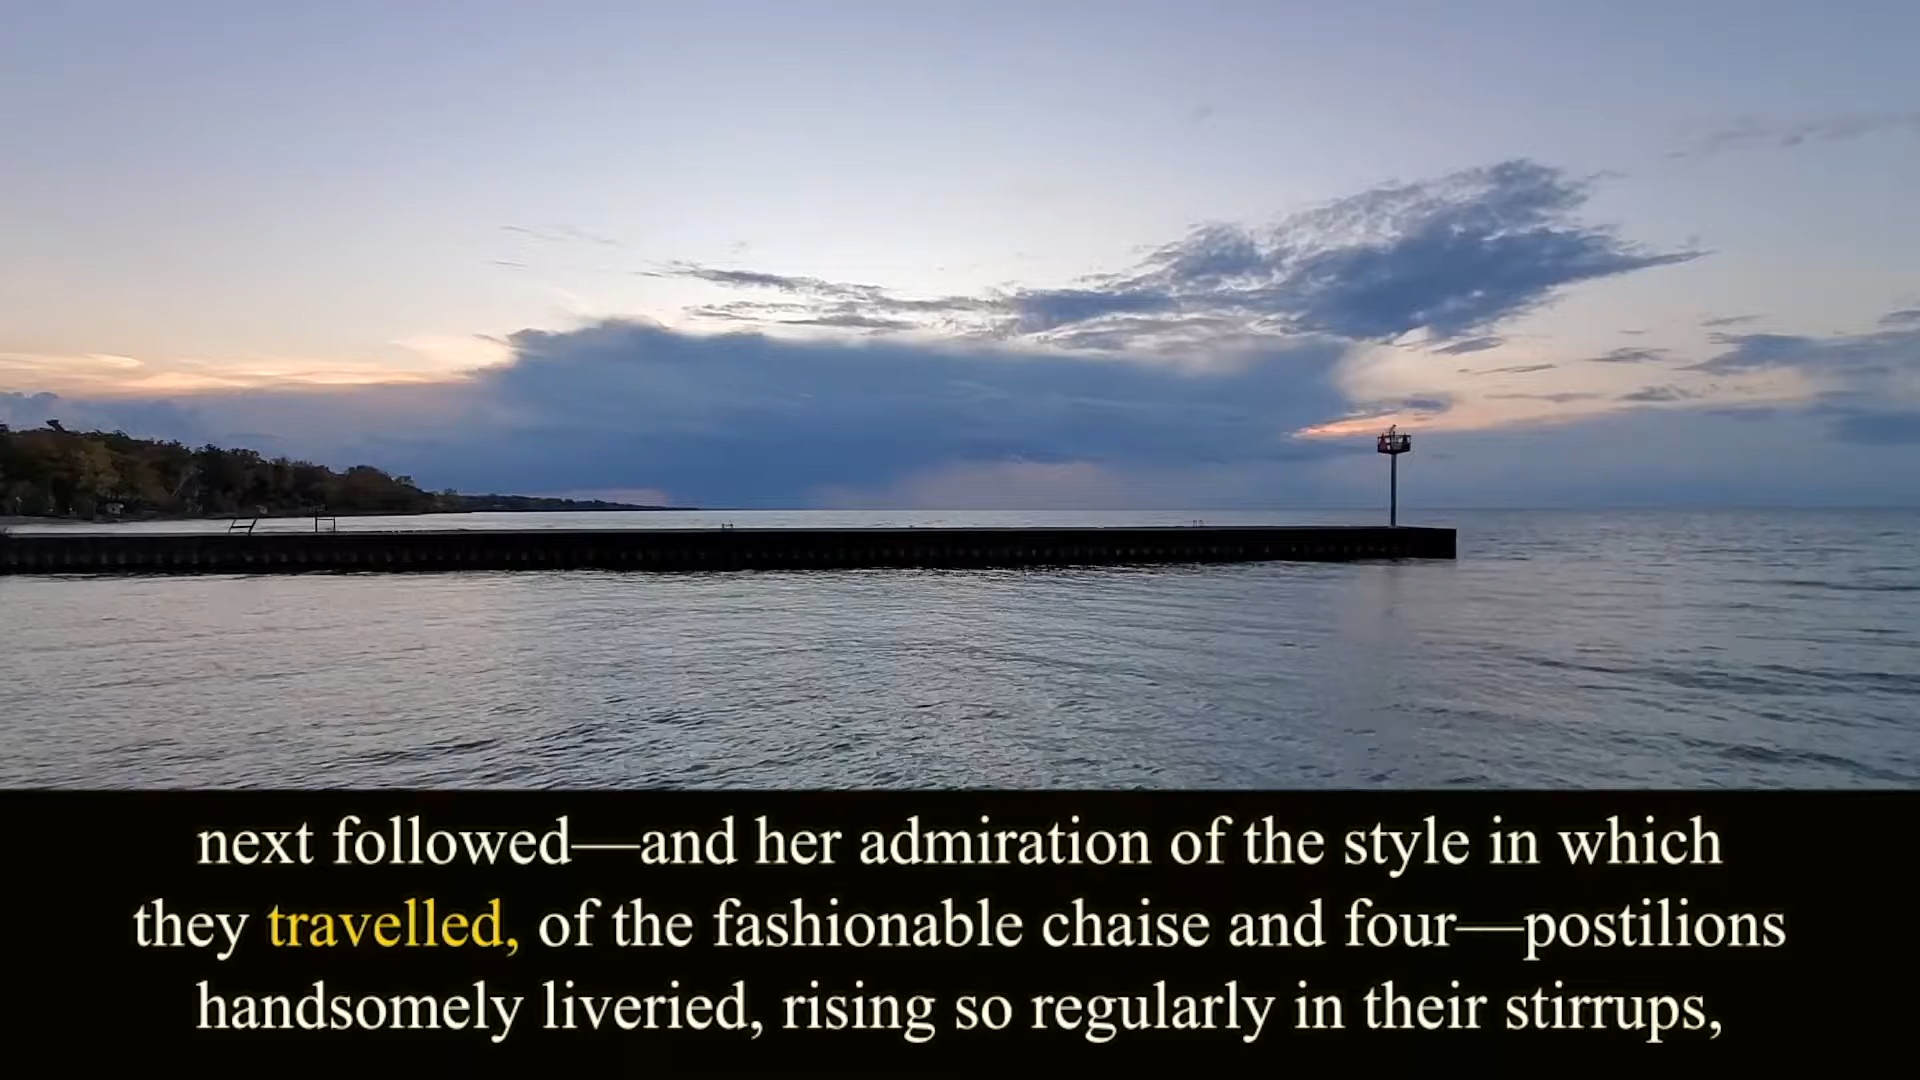 next followed—and her admiration of the style in which
they travelled, of the fashionable chaise and four—postilions
handsomely liveried, rising so regularly in their stirrups,